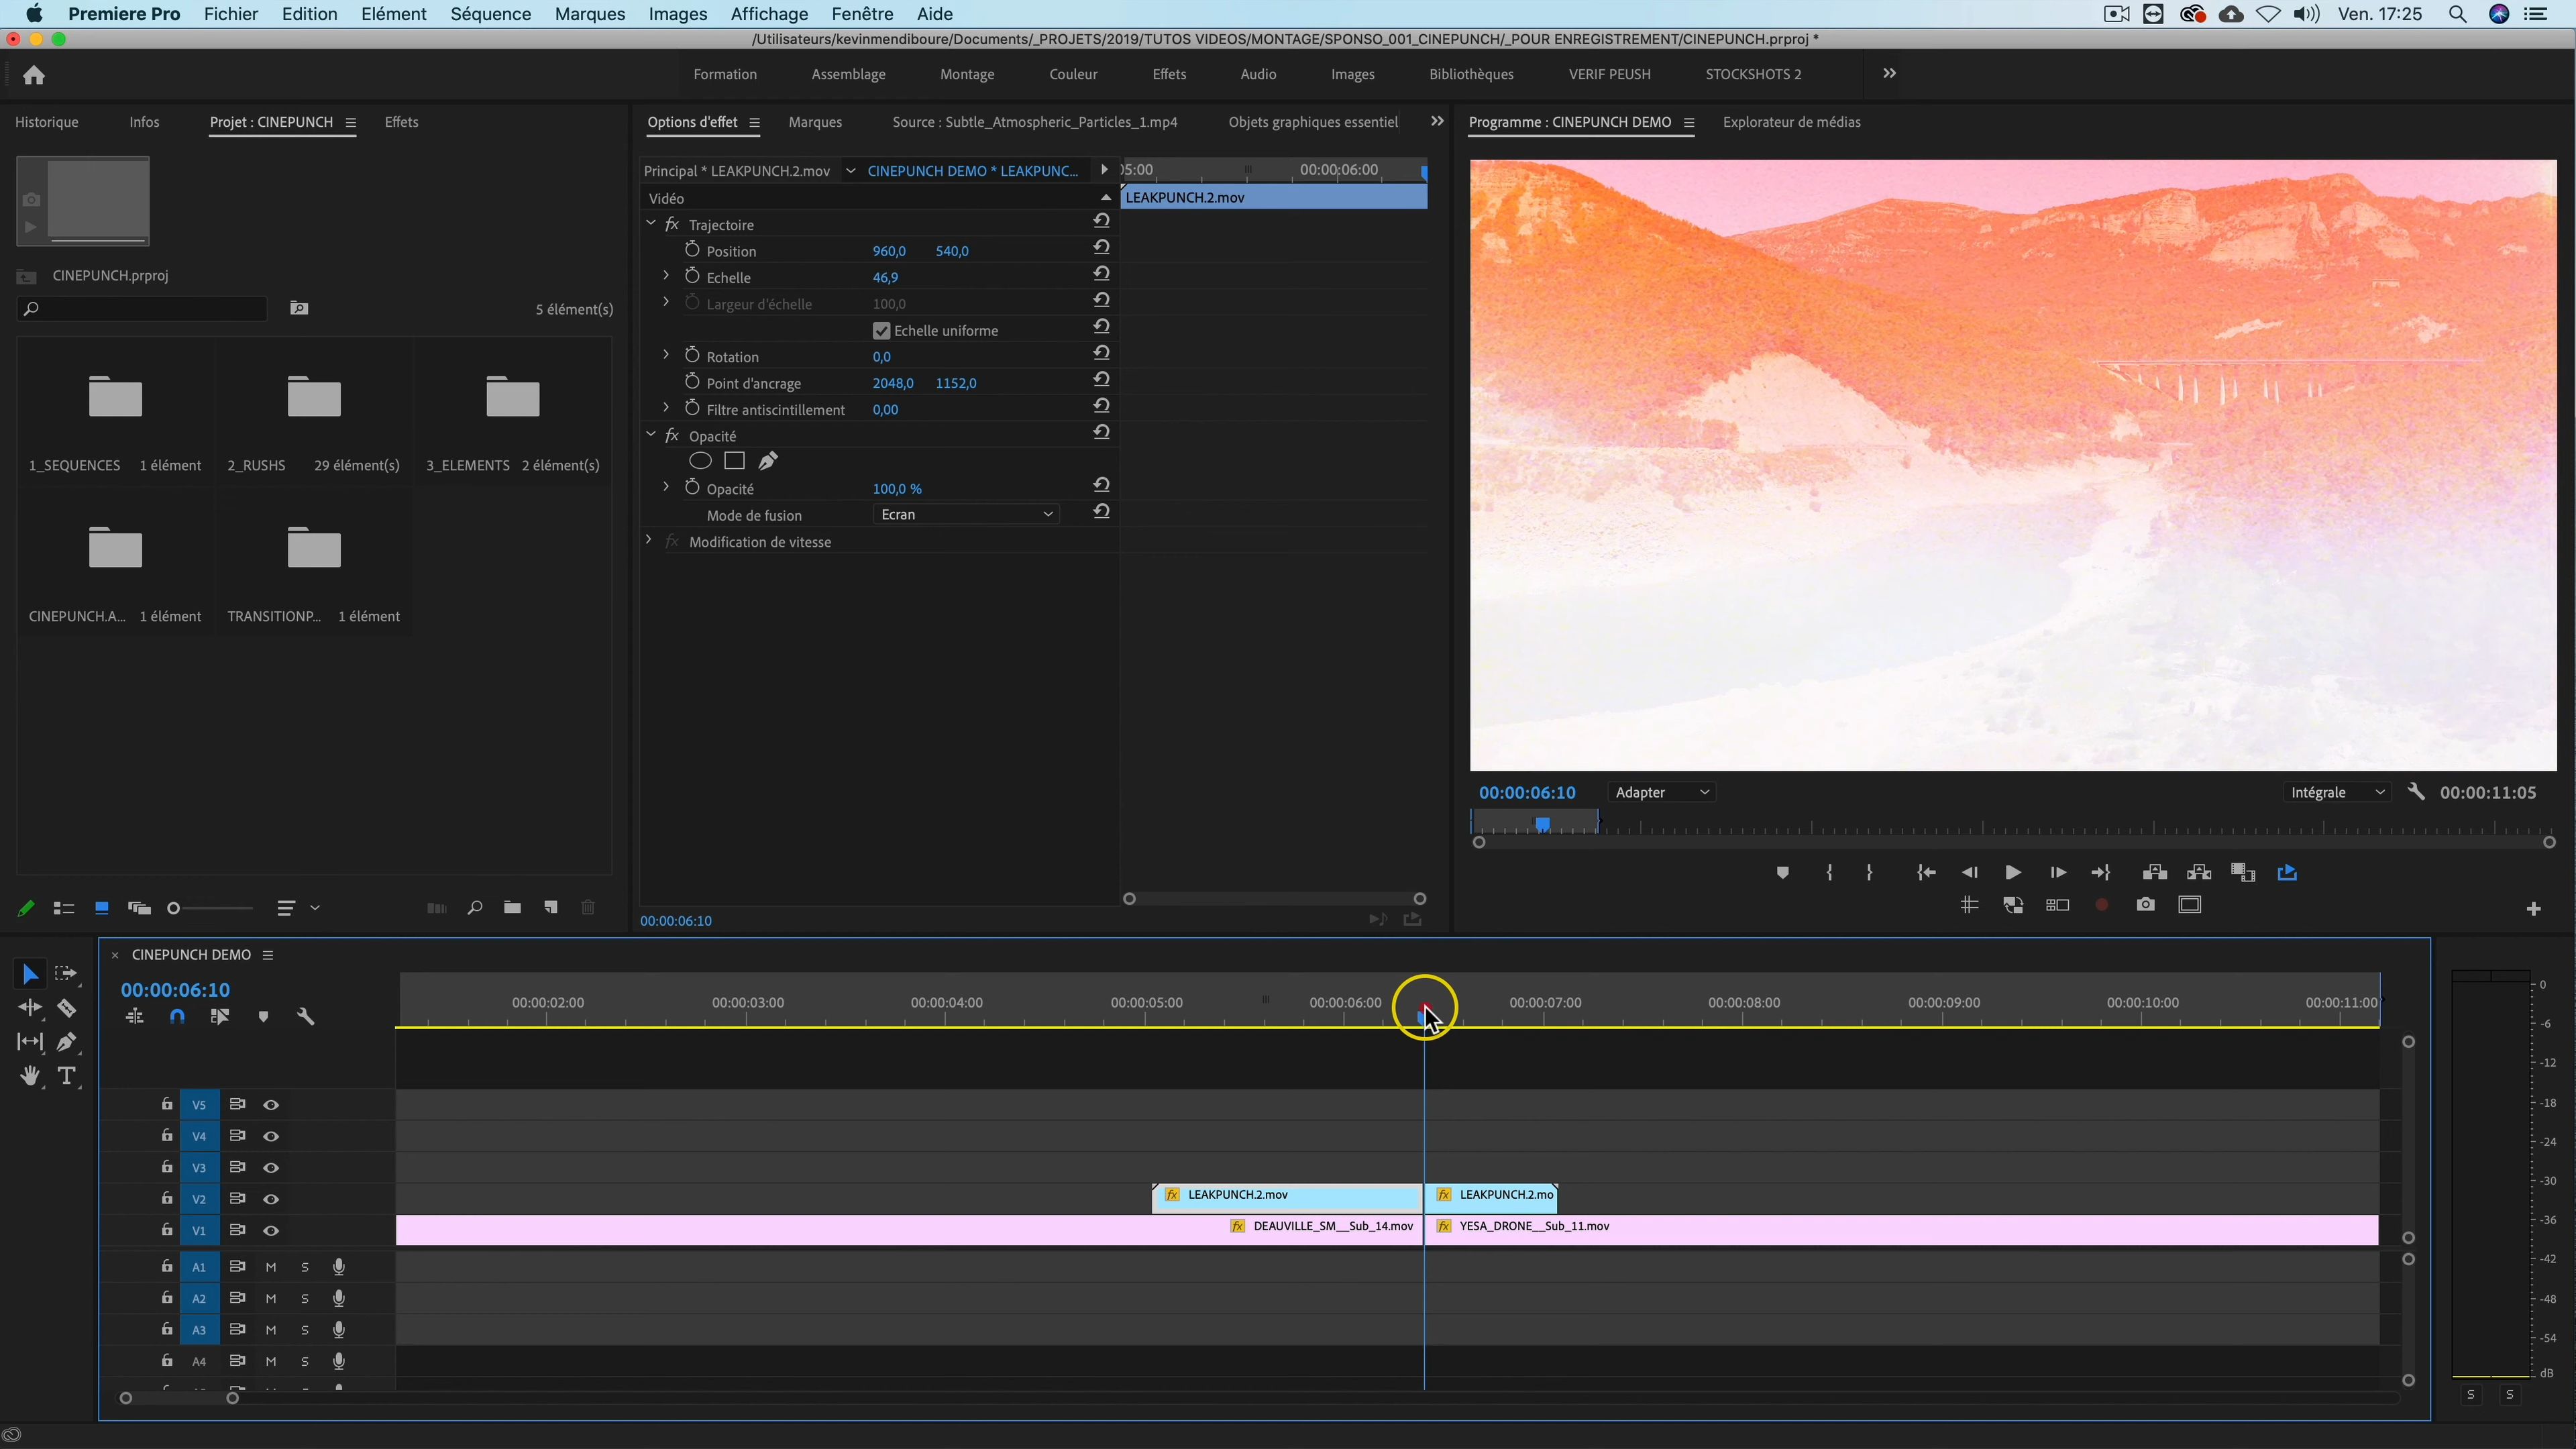 Premiere Pro Fichier Edition Elément Séquence Marques Images Affichage Fenêtre Aide Ven. 17:25
/Utilisateurs/kevinmendiboure/Documents/_PROJETS/2019/TUTOS VIDEOS/MONTAGE/SPONSO_001_CINEPUNCH/_POUR ENREGISTREMENT/CINEPUNCH.prproj *
Formation Assemblage Montage Couleur Effets Audio Images Bibliothèques VERIF PEUSH STOCKSHOTS 2
Historique Infos Projet : CINEPUNCH Effets
CINEPUNCH.prproj
5 élément(s)
1_SEQUENCES 1 élément 2_RUSHS 29 élément(s) 3_ELEMENTS 2 élément(s)
CINEPUNCH.A... 1 élément TRANSITIONP... 1 élément
Options d'effet Marques Source : Subtle_Atmospheric_Particles_1.mp4 Objets graphiques essentiel
Principal * LEAKPUNCH.2.mov CINEPUNCH DEMO * LEAKPUNC... 05:00 00:00:06:00
Vidéo LEAKPUNCH.2.mov
fx Trajectoire
Position 960,0 540,0
Echelle 46,9
Largeur d'échelle 100,0
Echelle uniforme
Rotation 0,0
Point d'ancrage 2048,0 1152,0
Filtre antiscintillement 0,00
fx Opacité
Opacité 100,0 %
Mode de fusion Ecran
fx Modification de vitesse
00:00:06:10
Programme : CINEPUNCH DEMO Explorateur de médias
00:00:06:10 Adapter Intégrale 00:00:11:05
CINEPUNCH DEMO
00:00:06:10
00:00:02:00 00:00:03:00 00:00:04:00 00:00:05:00 00:00:06:00 00:00:07:00 00:00:08:00 00:00:09:00 00:00:10:00 00:00:11:00
V5
V4
V3
V2 fx LEAKPUNCH.2.mov fx LEAKPUNCH.2.mo
V1 fx DEAUVILLE_SM__Sub_14.mov fx YESA_DRONE__Sub_11.mov
A1 M S
A2 M S
A3 M S
A4 M S
0
-6
-12
-18
-24
-30
-36
-42
-48
-54
dB
S S